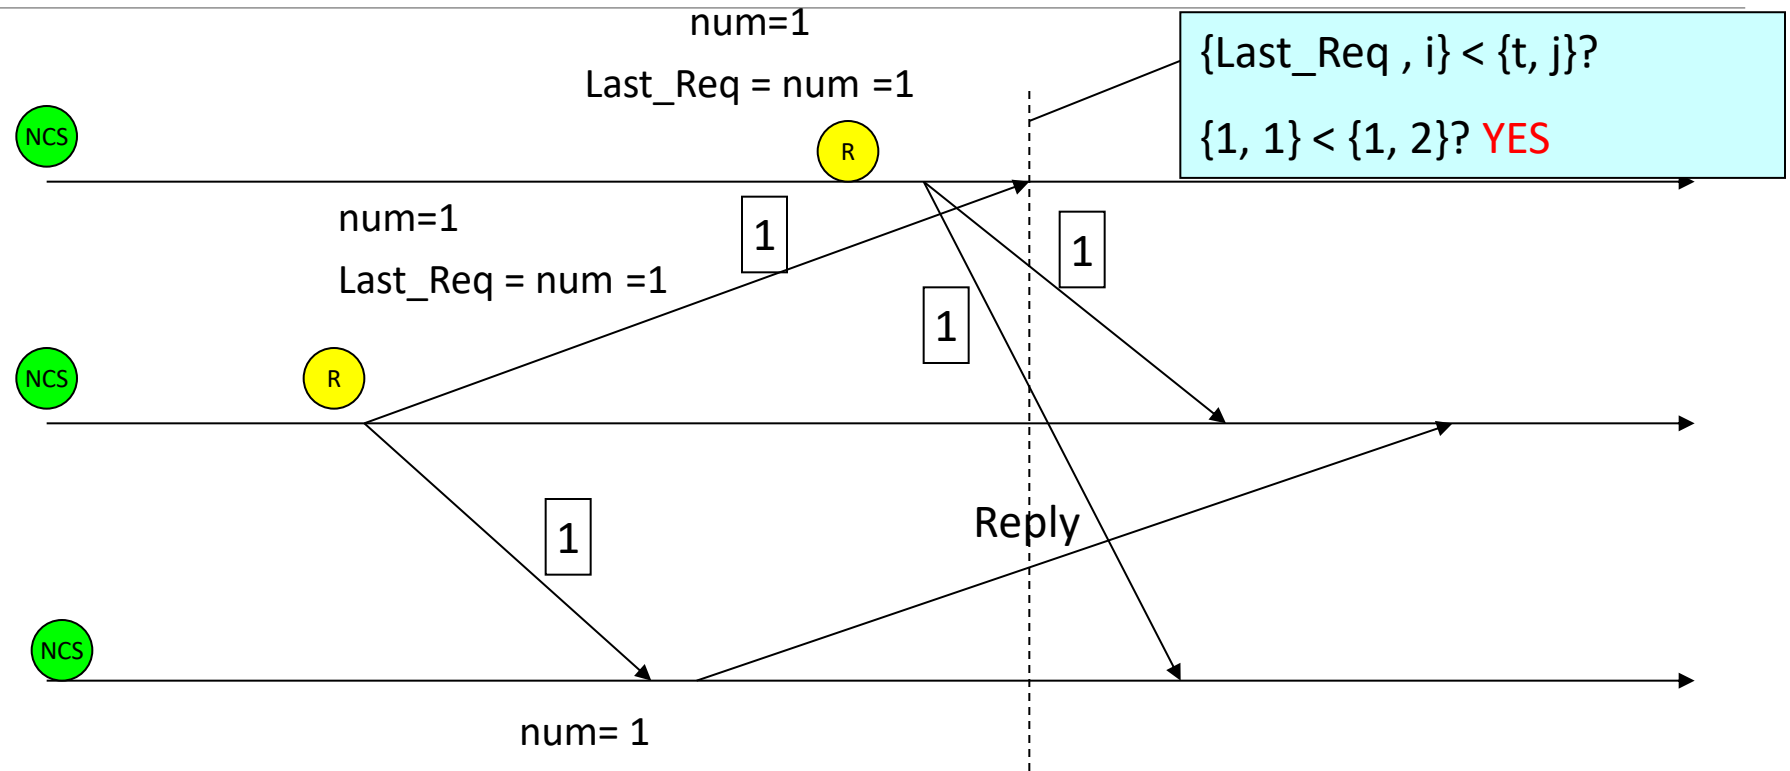 num=1
Last_Req = num =1
{Last_Req , i} < {t, j}?
{1, 1} < {1, 2}? YES
NCS
R
num=1
Last_Req = num =1
1
1
1
NCS
R
1
Reply
NCS
num= 1